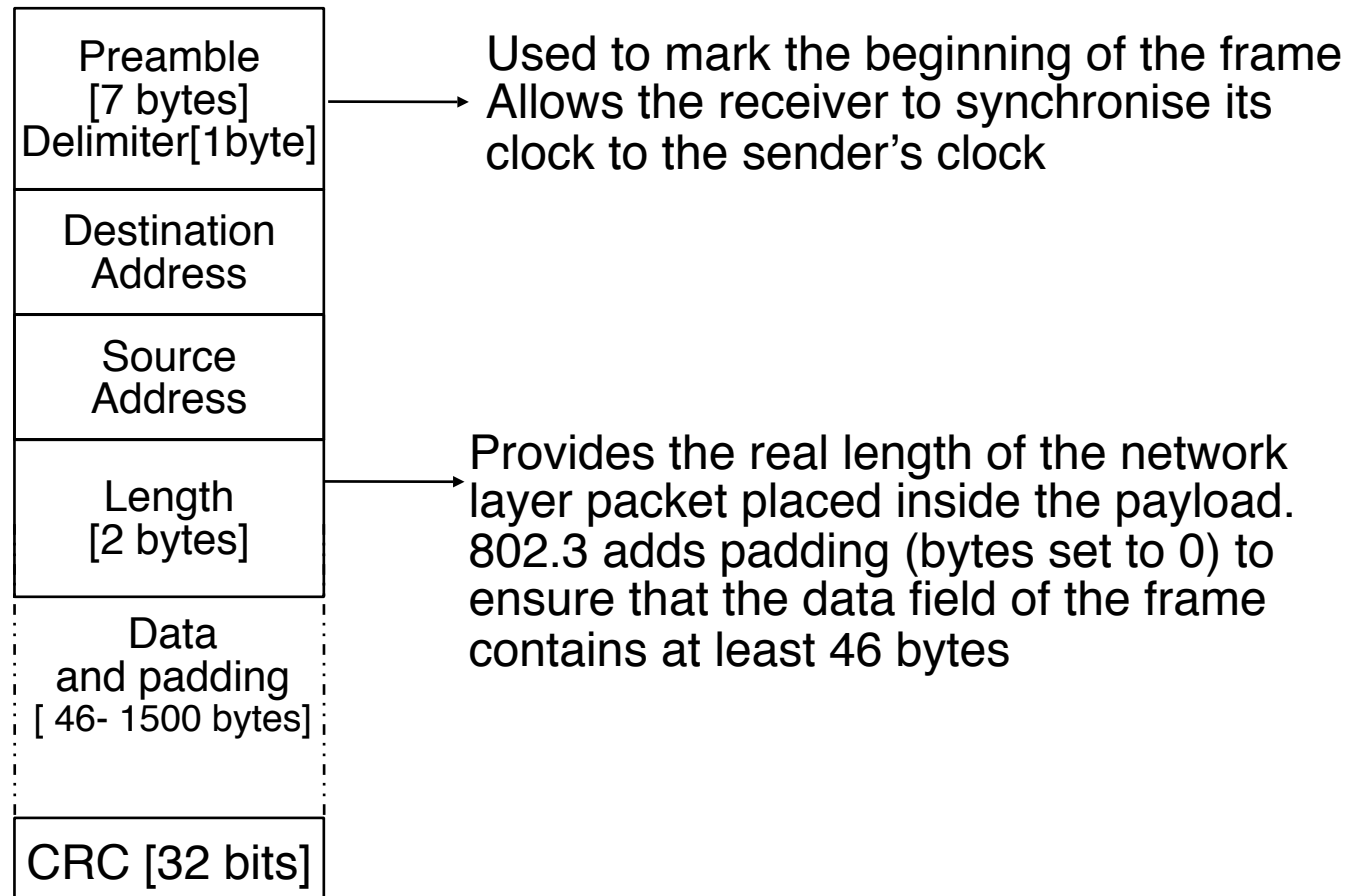 Preamble
[7 bytes]
Delimiter[1byte]
Used to mark the beginning of the frame
Allows the receiver to synchronise its
clock to the sender’s clock
Destination
Address
Source
Address
Length
[2 bytes]
Provides the real length of the network
layer packet placed inside the payload.
802.3 adds padding (bytes set to 0) to
ensure that the data field of the frame
contains at least 46 bytes
Data
and padding
[ 46- 1500 bytes]
CRC [32 bits]